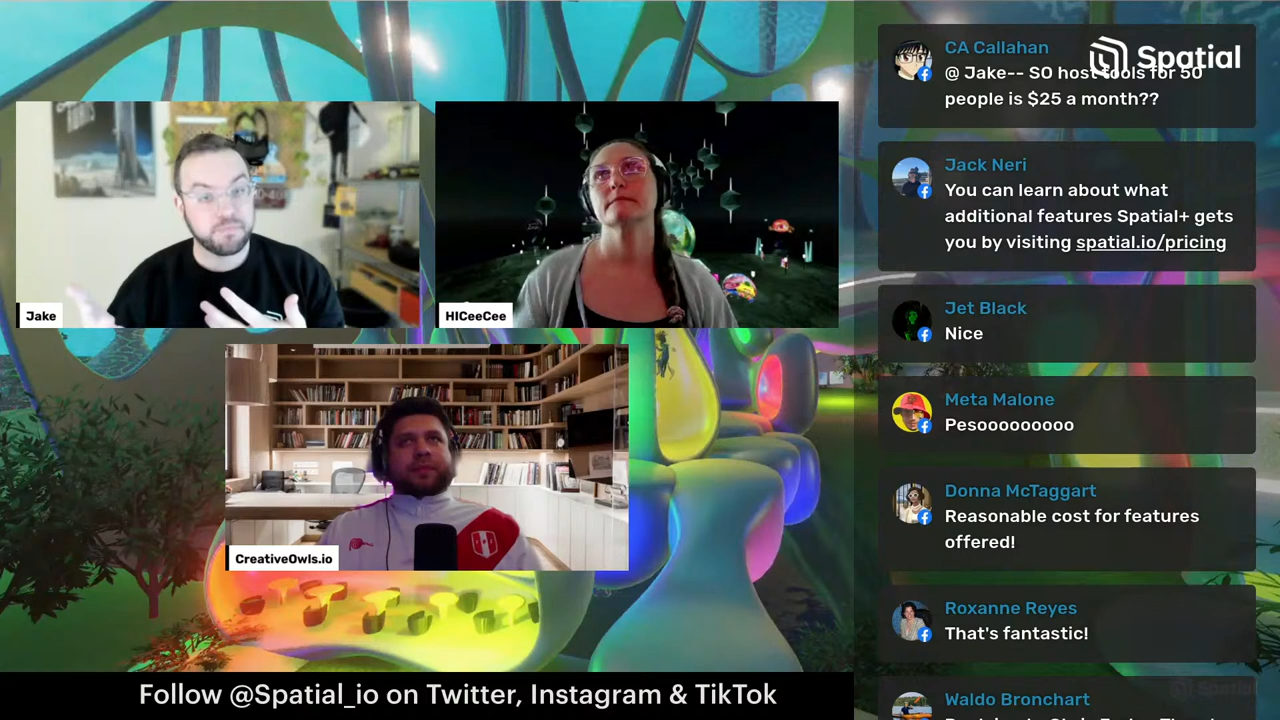 CA Callahan
@ Jake-- SO host tools for 50
people is $25 a month??
Spatial
Jack Neri
You can learn about what
additional features Spatial+ gets
you by visiting spatial.io/pricing
Jet Black
Nice
Meta Malone
Pesooooooooo
Donna McTaggart
Reasonable cost for features
offered!
Roxanne Reyes
That's fantastic!
Waldo Bronchart
Jake
HICeeCee
CreativeOwls.io
Follow @Spatial_io on Twitter, Instagram & TikTok
Spatial